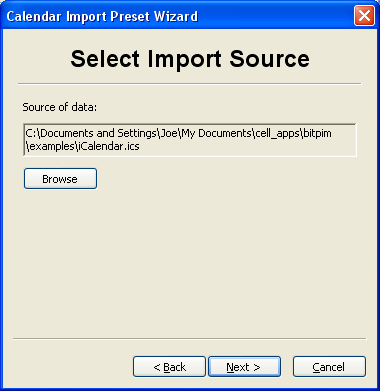 Calendar Import Preset Wizard
Select Import Source
Source of data:
C:\Documents and Settings\Joe\My Documents\cell_apps\bitpim
\examples\iCalendar.ics
Browse
< Back
Next >
Cancel